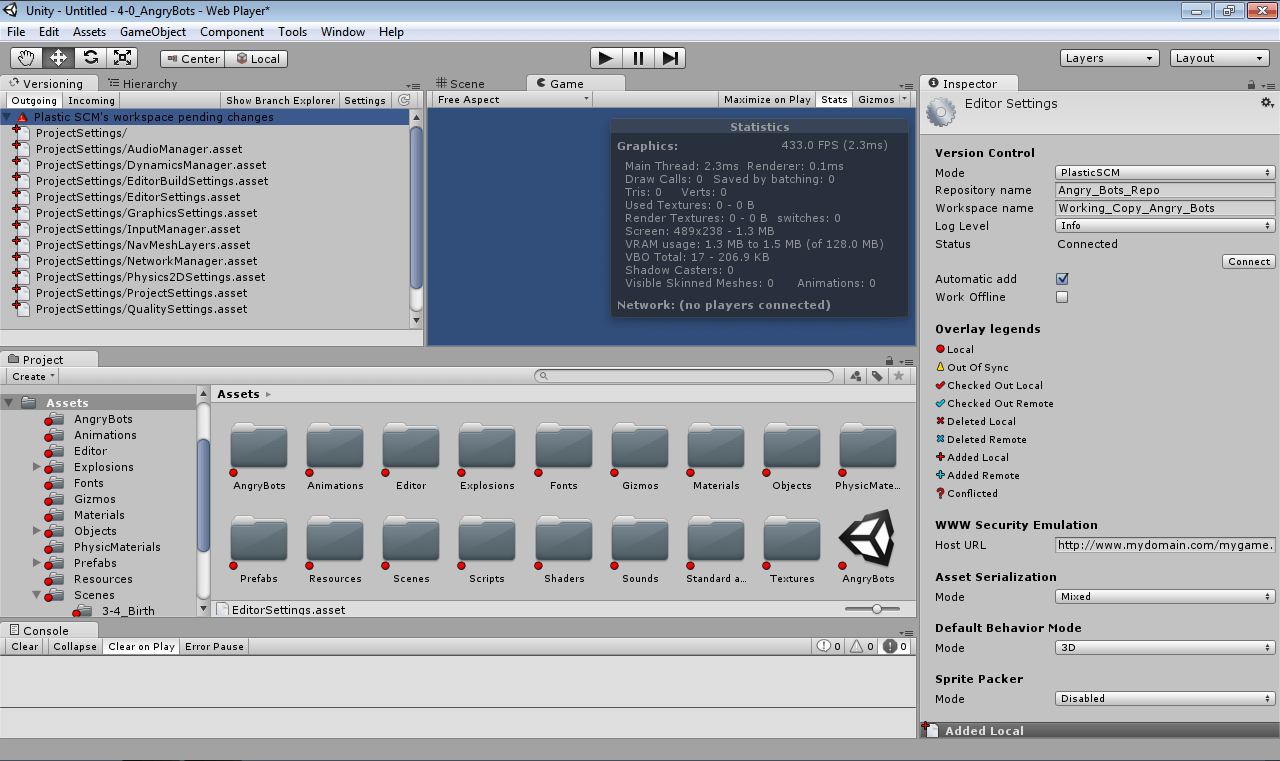 Unity - Untitled - 4-0_AngryBots - Web Player*
File Edit Assets GameObject Component Tools Window Help
Center Local Layers Layout
Versioning Hierarchy
Outgoing Incoming Show Branch Explorer Settings
Plastic SCM's workspace pending changes
ProjectSettings/
ProjectSettings/AudioManager.asset
ProjectSettings/DynamicsManager.asset
ProjectSettings/EditorBuildSettings.asset
ProjectSettings/EditorSettings.asset
ProjectSettings/GraphicsSettings.asset
ProjectSettings/InputManager.asset
ProjectSettings/NavMeshLayers.asset
ProjectSettings/NetworkManager.asset
ProjectSettings/Physics2DSettings.asset
ProjectSettings/ProjectSettings.asset
ProjectSettings/QualitySettings.asset
Scene Game
Free Aspect Maximize on Play Stats Gizmos
Statistics
Graphics: 433.0 FPS (2.3ms)
Main Thread: 2.3ms Renderer: 0.1ms
Draw Calls: 0 Saved by batching: 0
Tris: 0 Verts: 0
Used Textures: 0 - 0 B
Render Textures: 0 - 0 B switches: 0
Screen: 489x238 - 1.3 MB
VRAM usage: 1.3 MB to 1.5 MB (of 128.0 MB)
VBO Total: 17 - 206.9 KB
Shadow Casters: 0
Visible Skinned Meshes: 0 Animations: 0
Network: (no players connected)
Project
Create
Assets
AngryBots
Animations
Editor
Explosions
Fonts
Gizmos
Materials
Objects
PhysicMaterials
Prefabs
Resources
Scenes
3-4_Birth
Assets
AngryBots Animations Editor Explosions Fonts Gizmos Materials Objects PhysicMate...
Prefabs Resources Scenes Scripts Shaders Sounds Standard a... Textures AngryBots
EditorSettings.asset
Console
Clear Collapse Clear on Play Error Pause 0 0 0
Inspector
Editor Settings
Version Control
Mode PlasticSCM
Repository name Angry_Bots_Repo
Workspace name Working_Copy_Angry_Bots
Log Level Info
Status Connected
Connect
Automatic add
Work Offline
Overlay legends
Local
Out Of Sync
Checked Out Local
Checked Out Remote
Deleted Local
Deleted Remote
Added Local
Added Remote
Conflicted
WWW Security Emulation
Host URL http://www.mydomain.com/mygame.
Asset Serialization
Mode Mixed
Default Behavior Mode
Mode 3D
Sprite Packer
Mode Disabled
Added Local